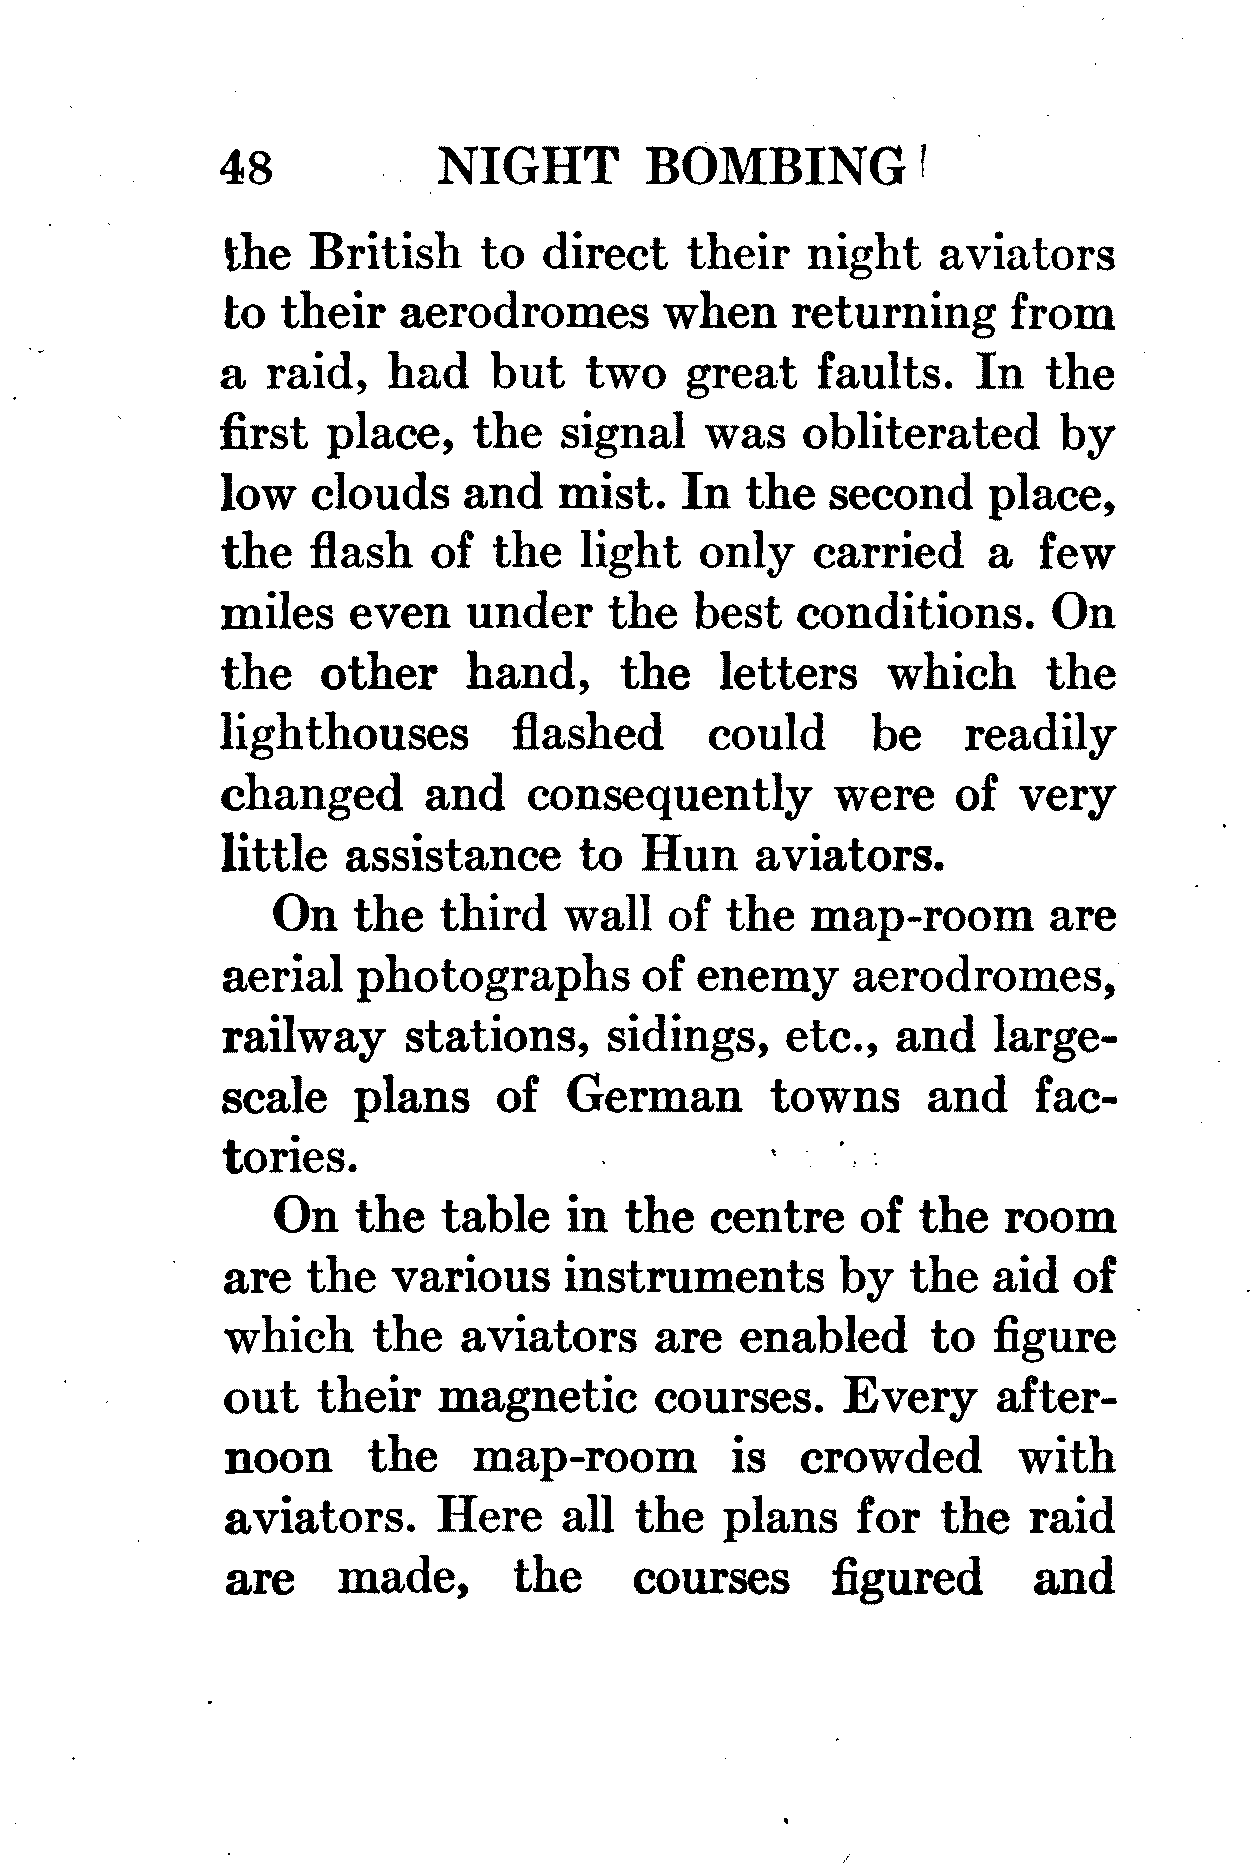 48 NIGHT BOMBING
the British to direct their night aviators
to their aerodromes when returning from
a raid, had but two great faults. In the
first place, the signal was obliterated by
low clouds and mist. In the second place,
the flash of the light only carried a few
miles even under the best conditions. On
the other hand, the letters which the
lighthouses flashed could be readily
changed and consequently were of very
little assistance to Hun aviators.
On the third wall of the map-room are
aerial photographs of enemy aerodromes,
railway stations, sidings, etc., and large-
scale plans of German towns and fac-
tories.
On the table in the centre of the room
are the various instruments by the aid of
which the aviators are enabled to figure
out their magnetic courses. Every after-
noon the map-room is crowded with
aviators. Here all the plans for the raid
are made, the courses figured and